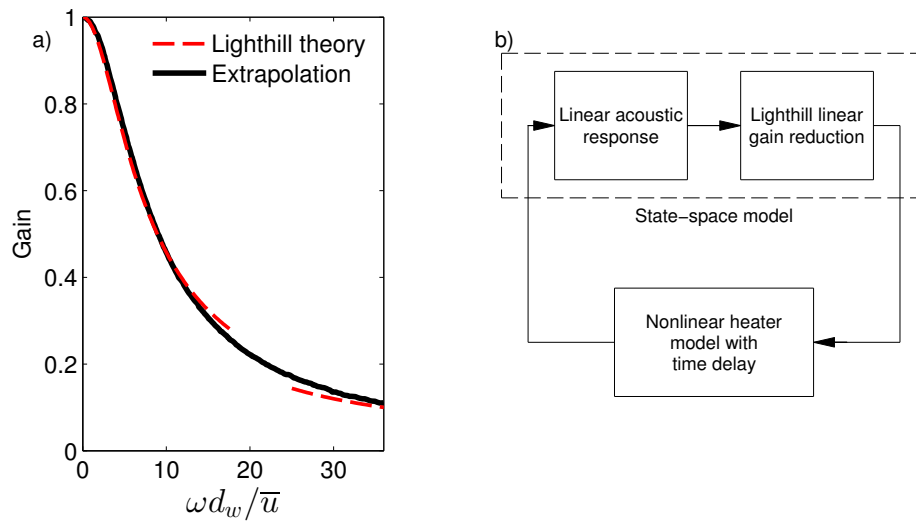 a)
Lighthill theory
Extrapolation
Gain
1
0.8
0.6
0.4
0.2
0
0
10
20
30
ωd_w/u̅
b)
Linear acoustic
response
Lighthill linear
gain reduction
State−space model
Nonlinear heater
model with
time delay